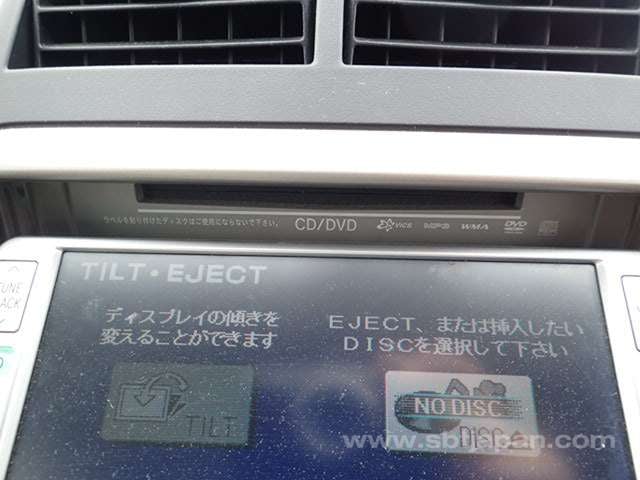 ラベルを貼り付けたディスクはご使用にならないで下さい。 CD/DVD VICS MP3 WMA DVD
TILT・EJECT
TUNE
ディスプレイの傾きを
変えることができます
EJECT、または挿入したい
DISCを選択して下さい
TILT
NO DISC
DISC
www.sbtjapan.com